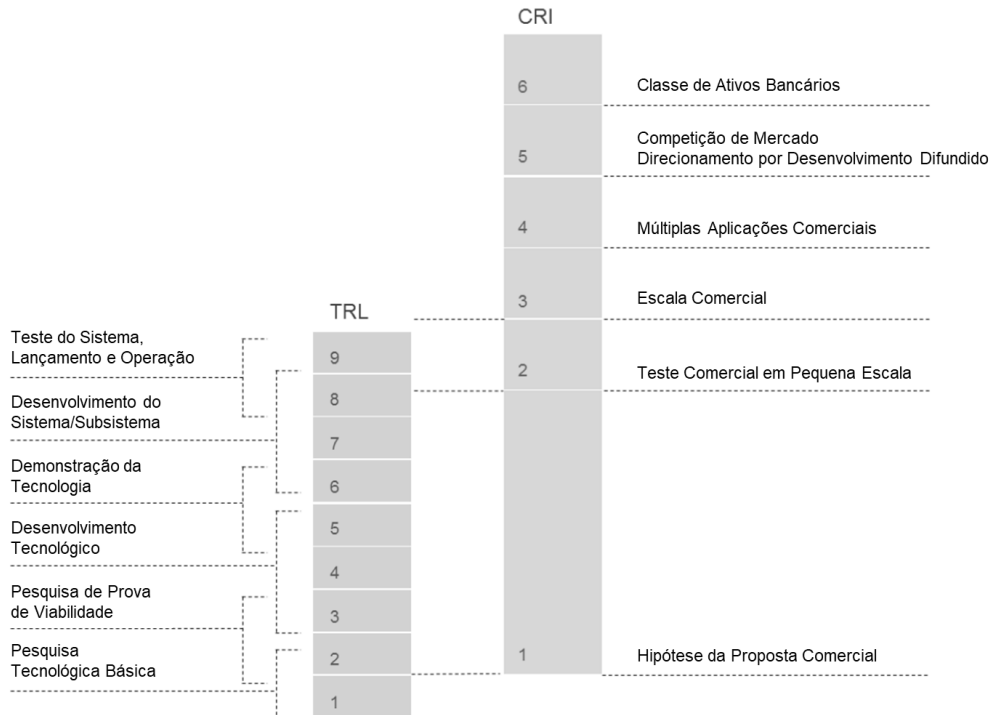 CRI
6
Classe de Ativos Bancários
5
Competição de Mercado
Direcionamento por Desenvolvimento Difundido
4
Múltiplas Aplicações Comerciais
3
Escala Comercial
2
Teste Comercial em Pequena Escala
1
Hipótese da Proposta Comercial
TRL
9
8
7
6
5
4
3
2
1
Teste do Sistema,
Lançamento e Operação
Desenvolvimento do
Sistema/Subsistema
Demonstração da
Tecnologia
Desenvolvimento
Tecnológico
Pesquisa de Prova
de Viabilidade
Pesquisa
Tecnológica Básica